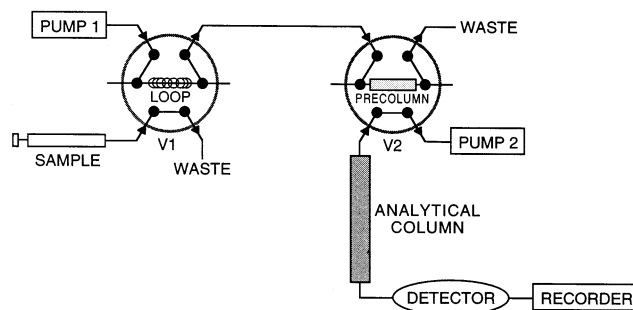 PUMP 1
WASTE
LOOP
PRECOLUMN
SAMPLE
V1
WASTE
V2
PUMP 2
ANALYTICAL
COLUMN
DETECTOR
RECORDER